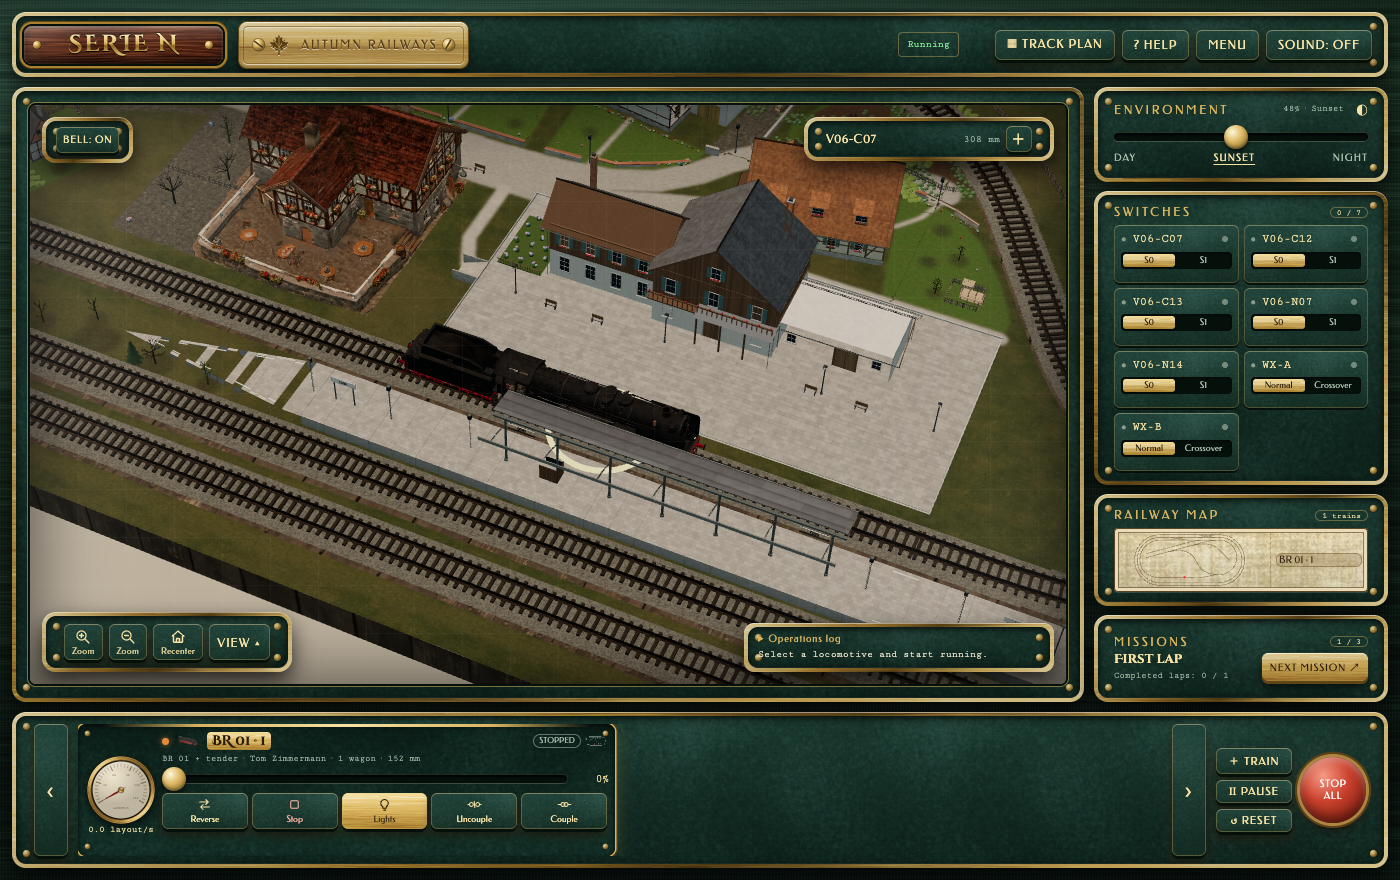 SERIE N
AUTUMN RAILWAYS
Running
TRACK PLAN
? HELP
MENU
SOUND: OFF
BELL: ON
V06-C07
308 mm
+
ENVIRONMENT
48% · Sunset
DAY
SUNSET
NIGHT
SWITCHES
0 / 7
V06-C07
S0 S1
V06-C12
S0 S1
V06-C13
S0 S1
V06-N07
S0 S1
V06-N14
S0 S1
WX-A
Normal Crossover
WX-B
Normal Crossover
RAILWAY MAP
1 trains
BR 01 · 1
MISSIONS
1 / 3
FIRST LAP
Completed laps: 0 / 1
NEXT MISSION ↗
Zoom
Zoom
Recenter
VIEW ▴
Operations log
Select a locomotive and start running.
BR 01 · 1
STOPPED
BR 01 + tender · Tom Zimmermann · 1 wagon · 152 mm
0%
0.0 layout/s
Reverse
Stop
Lights
Uncouple
Couple
+ TRAIN
II PAUSE
↺ RESET
STOP
ALL